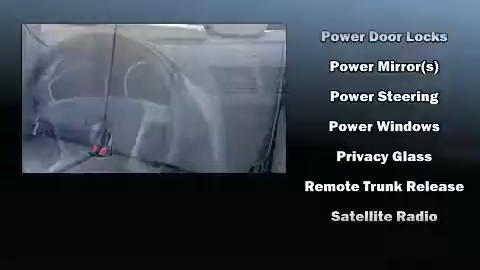 Power Door Locks
Power Mirror(s)
Power Steering
Power Windows
Privacy Glass
Remote Trunk Release
Satellite Radio